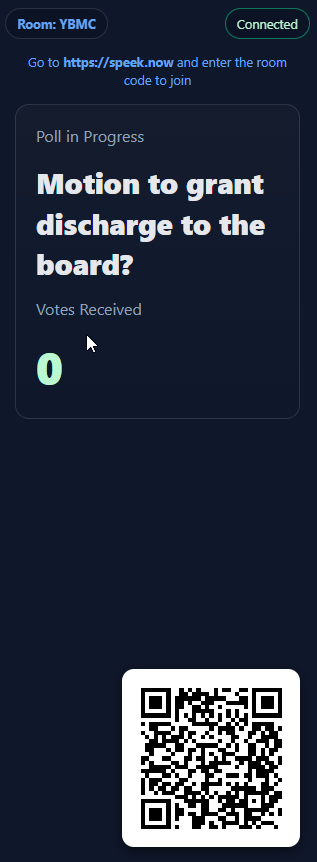 Room: YBMC
Connected
Go to https://speek.now and enter the room
code to join
Poll in Progress
Motion to grant
discharge to the
board?
Votes Received
0